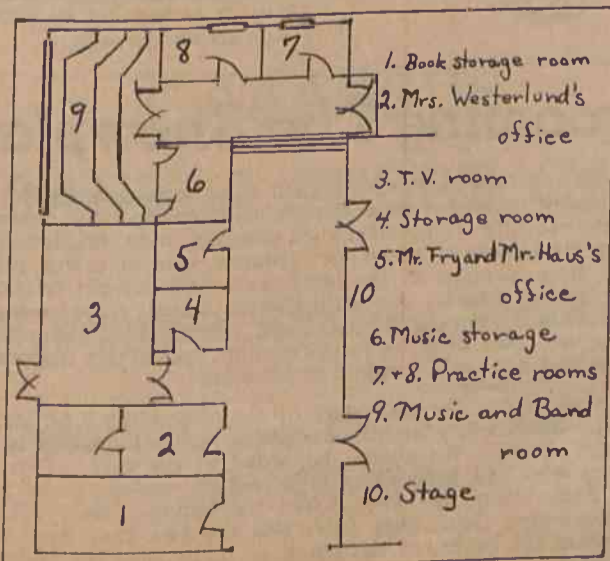 8
7
9
6
5
4
3
10
2
1
1. Book storage room
2. Mrs. Westerlund's
office
3. T.V. room
4. Storage room
5. Mr. Fry and Mr. Haus's
office
6. Music storage
7. + 8. Practice rooms
9. Music and Band
room
10. Stage